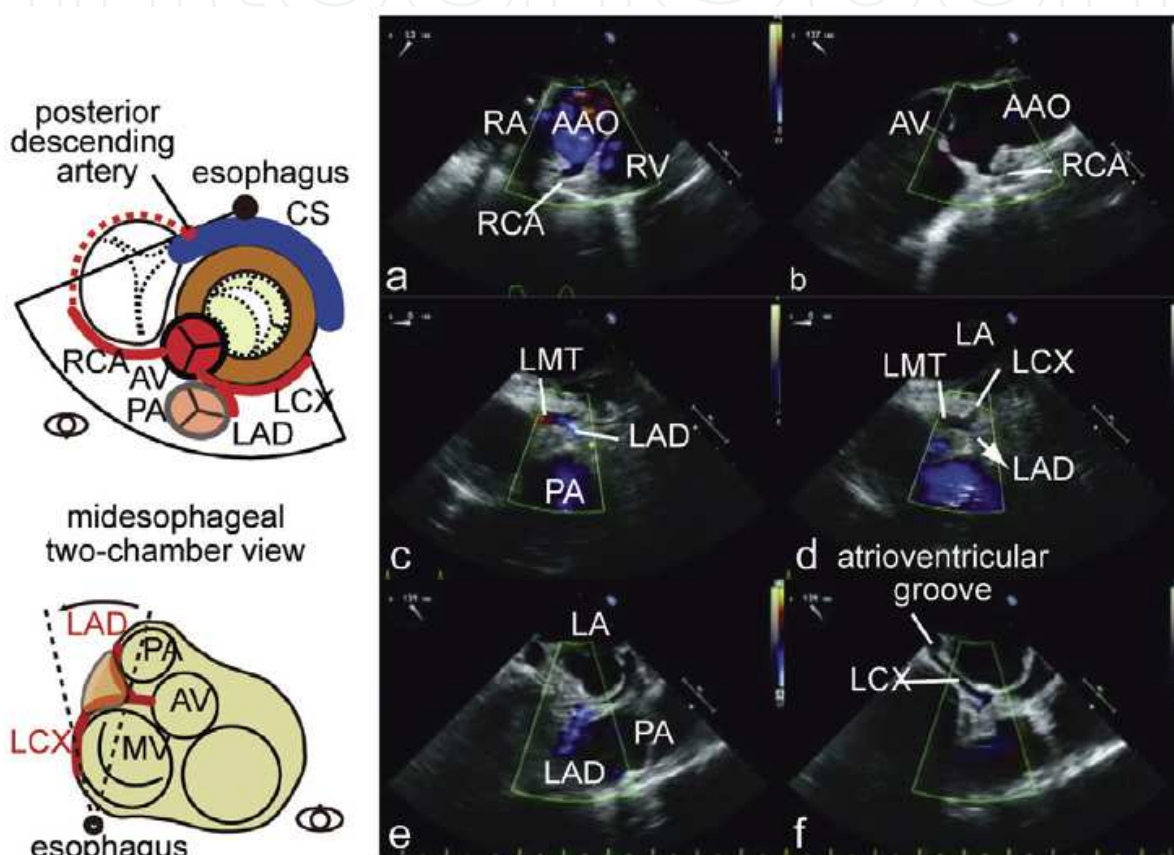 posterior
descending
artery
esophagus
CS
RCA
AV
PA
LCX
LAD
midesophageal
two-chamber view
LAD
PA
AV
LCX
MV
esophagus
RA
AAO
RV
RCA
a
AV
AAO
RCA
b
LMT
LAD
PA
c
LA
LMT
LCX
LAD
d
LA
PA
LAD
e
atrioventricular
groove
LCX
f